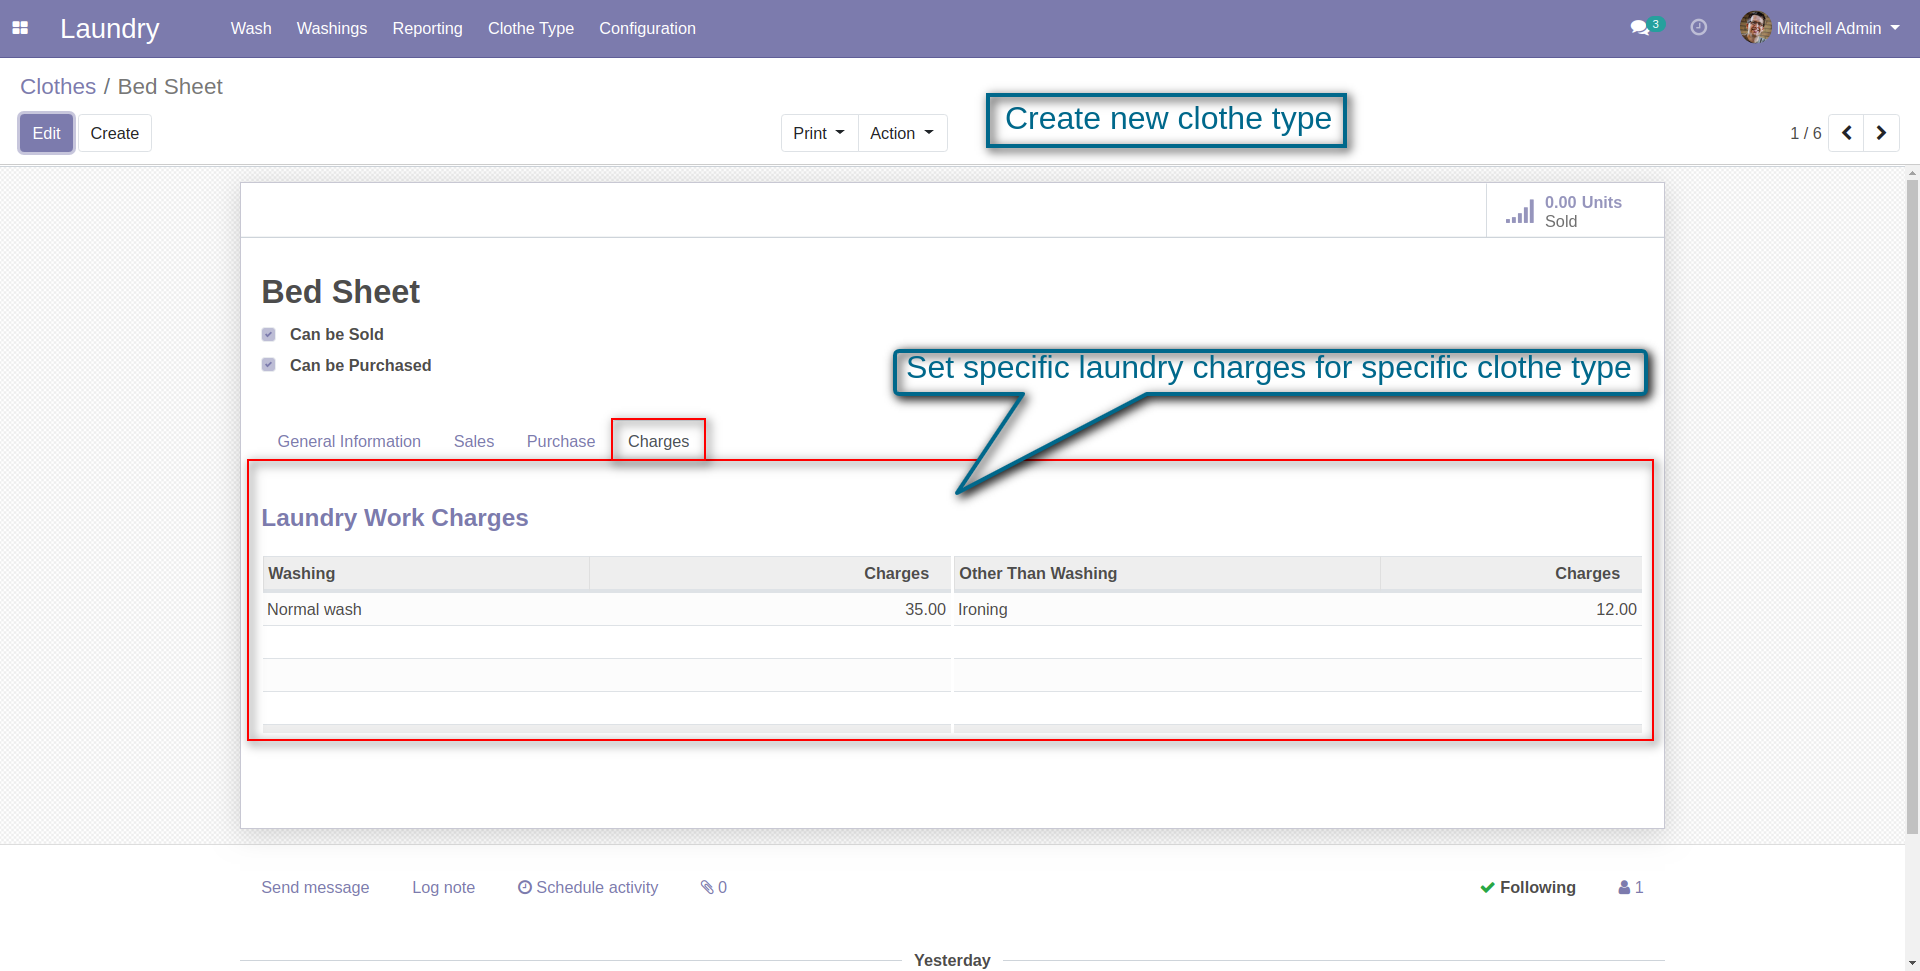 Laundry Wash Washings Reporting Clothe Type Configuration 3 Mitchell Admin
Clothes / Bed Sheet
Create new clothe type
Edit Create Print Action 1 / 6
0.00 Units
Sold
Bed Sheet
Can be Sold
Can be Purchased
Set specific laundry charges for specific clothe type
General Information Sales Purchase Charges
Laundry Work Charges
Washing Charges Other Than Washing Charges
Normal wash 35.00 Ironing 12.00
Send message Log note Schedule activity 0 Following 1
Yesterday